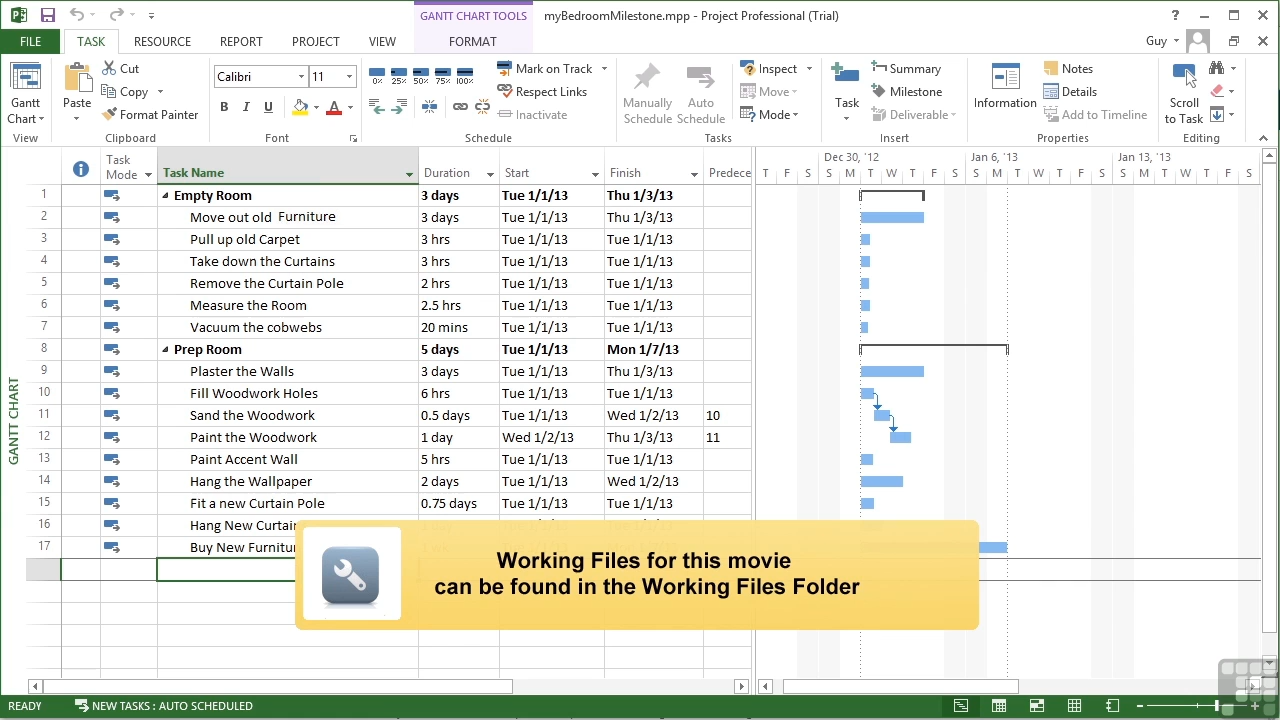 GANTT CHART TOOLS
myBedroomMilestone.mpp - Project Professional (Trial)
FILE TASK RESOURCE REPORT PROJECT VIEW FORMAT
Guy
Gantt Chart
View
Paste
Cut
Copy
Format Painter
Clipboard
Calibri 11
B I U A
Font
0% 25% 50% 75% 100%
Mark on Track
Respect Links
Inactivate
Schedule
Manually Schedule
Auto Schedule
Inspect
Move
Mode
Tasks
Task
Summary
Milestone
Deliverable
Insert
Information
Notes
Details
Add to Timeline
Properties
Scroll to Task
Editing
Task Mode Task Name Duration Start Finish Predece
Dec 30, '12 Jan 6, '13 Jan 13, '13
T F S S M T W T F S S M T W T F S S M T W T F S
1 Empty Room 3 days Tue 1/1/13 Thu 1/3/13
2 Move out old Furniture 3 days Tue 1/1/13 Thu 1/3/13
3 Pull up old Carpet 3 hrs Tue 1/1/13 Tue 1/1/13
4 Take down the Curtains 3 hrs Tue 1/1/13 Tue 1/1/13
5 Remove the Curtain Pole 2 hrs Tue 1/1/13 Tue 1/1/13
6 Measure the Room 2.5 hrs Tue 1/1/13 Tue 1/1/13
7 Vacuum the cobwebs 20 mins Tue 1/1/13 Tue 1/1/13
8 Prep Room 5 days Tue 1/1/13 Mon 1/7/13
9 Plaster the Walls 3 days Tue 1/1/13 Thu 1/3/13
10 Fill Woodwork Holes 6 hrs Tue 1/1/13 Tue 1/1/13
11 Sand the Woodwork 0.5 days Tue 1/1/13 Wed 1/2/13 10
12 Paint the Woodwork 1 day Wed 1/2/13 Thu 1/3/13 11
13 Paint Accent Wall 5 hrs Tue 1/1/13 Tue 1/1/13
14 Hang the Wallpaper 2 days Tue 1/1/13 Wed 1/2/13
15 Fit a new Curtain Pole 0.75 days Tue 1/1/13 Tue 1/1/13
16 Hang New Curtain
17 Buy New Furnitu
GANTT CHART
Working Files for this movie
can be found in the Working Files Folder
READY NEW TASKS : AUTO SCHEDULED